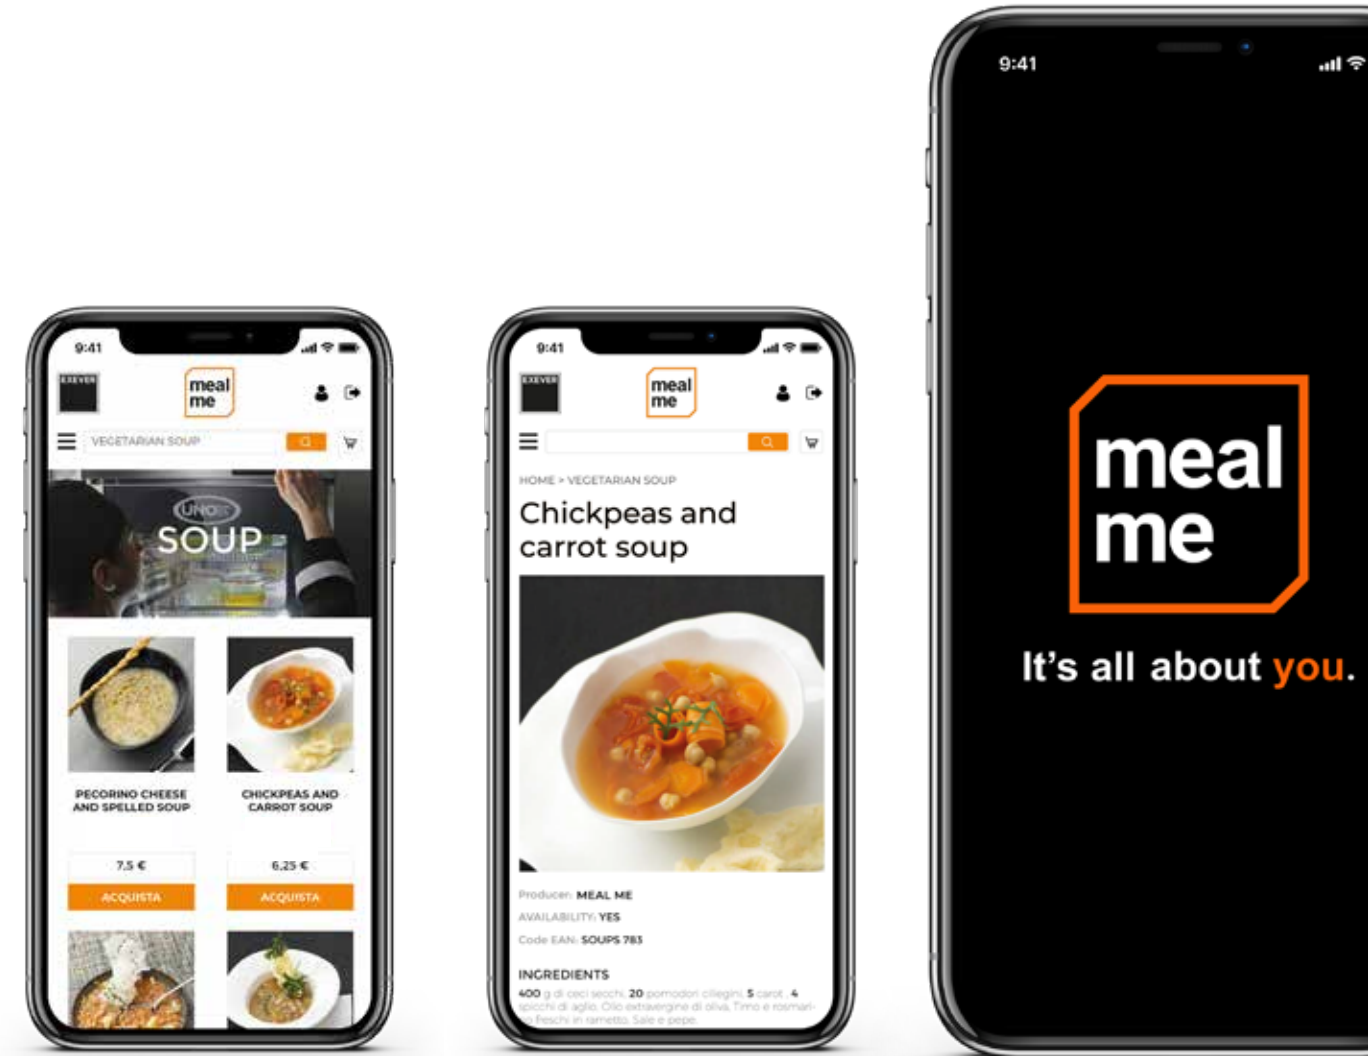 9:41
EXEVER
meal
me
VEGETARIAN SOUP
UNOX
SOUP
PECORINO CHEESE
AND SPELLED SOUP
CHICKPEAS AND
CARROT SOUP
7.5 €
6,25 €
ACQUISTA
ACQUISTA
9:41
EXEVER
meal
me
HOME > VEGETARIAN SOUP
Chickpeas and
carrot soup
Producer: MEAL ME
AVAILABILITY: YES
Code EAN: SOUPS 783
INGREDIENTS
400 g di ceci secchi, 20 pomodori ciliegini, 5 carot , 4
spicchi di aglio. Olio extravergine di oliva, Timo e rosmari-
no freschi in rametto. Sale e pepe.
9:41
meal
me
It's all about you.